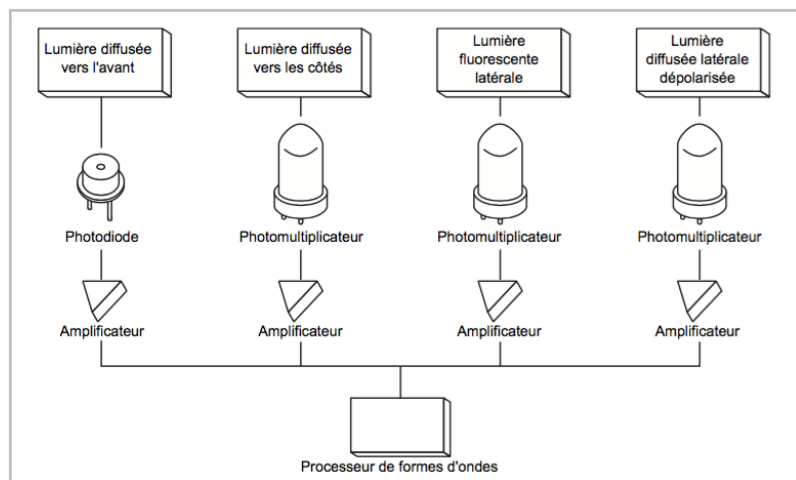 Lumière diffusée
vers l'avant
Lumière diffusée
vers les côtés
Lumière
fluorescente
latérale
Lumière
diffusée latérale
dépolarisée
Photodiode
Photomultiplicateur
Photomultiplicateur
Photomultiplicateur
Amplificateur
Amplificateur
Amplificateur
Amplificateur
Processeur de formes d'ondes